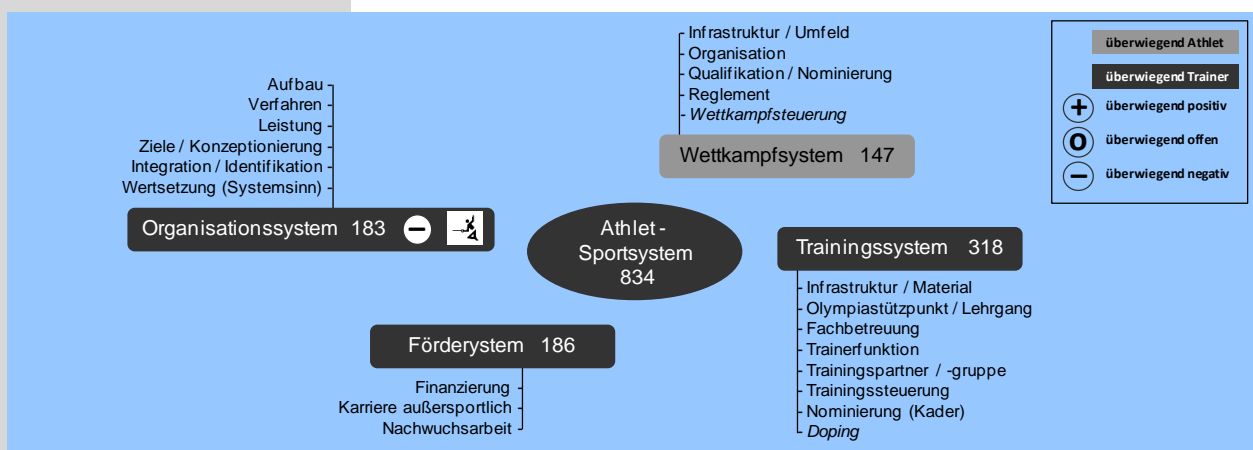 Infrastruktur / Umfeld
Organisation
Qualifikation / Nominierung
Reglement
Wettkampfsteuerung
Wettkampfsystem 147
Aufbau
Verfahren
Leistung
Ziele / Konzeptionierung
Integration / Identifikation
Wertsetzung (Systemsinn)
Organisationssystem 183
Athlet -
Sportsystem
834
Trainingssystem 318
Infrastruktur / Material
Olympiastützpunkt / Lehrgang
Fachbetreuung
Trainerfunktion
Trainingspartner / -gruppe
Trainingssteuerung
Nominierung (Kader)
Doping
Förderystem 186
Finanzierung
Karriere außersportlich
Nachwuchsarbeit
überwiegend Athlet
überwiegend Trainer
+ überwiegend positiv
O überwiegend offen
− überwiegend negativ